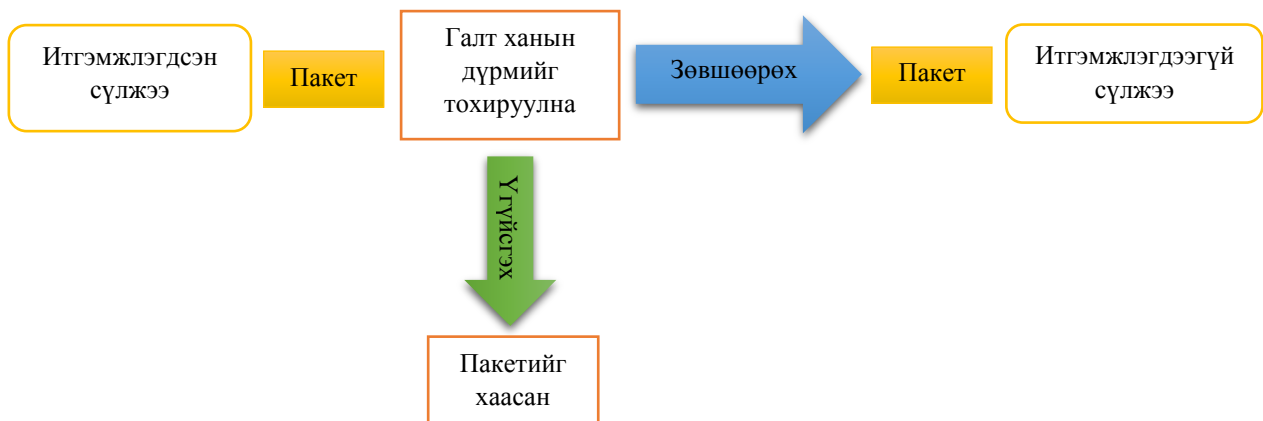 Итгэмжлэгдсэн
сүлжээ
Пакет
Галт ханын
дүрмийг
тохируулна
Зөвшөөрөх
Пакет
Итгэмжлэгдээгүй
сүлжээ
Үгүйсгэх
Пакетийг
хаасан